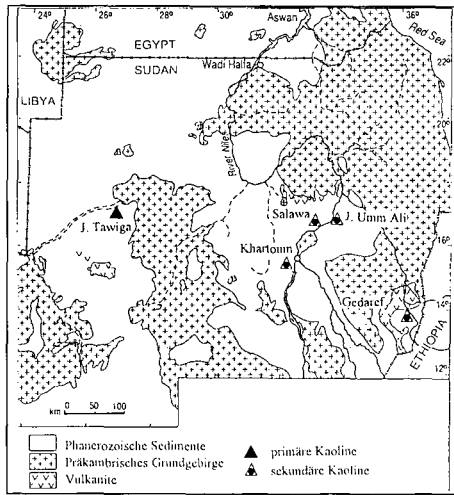 24° 26° 28° 30° 32° 36°
Aswan
Red Sea
EGYPT
SUDAN
22°
Wadi Halfa
LIBYA
20°
River Nile
Salawa
J. Umm Ali
J. Tawiga
Khartoum
16°
Gedaref
14°
ETHIOPIA
12°
km 0 50 100
Phanerozoische Sedimente
Präkambrisches Grundgebirge
Vulkanite
primäre Kaoline
sekundäre Kaoline